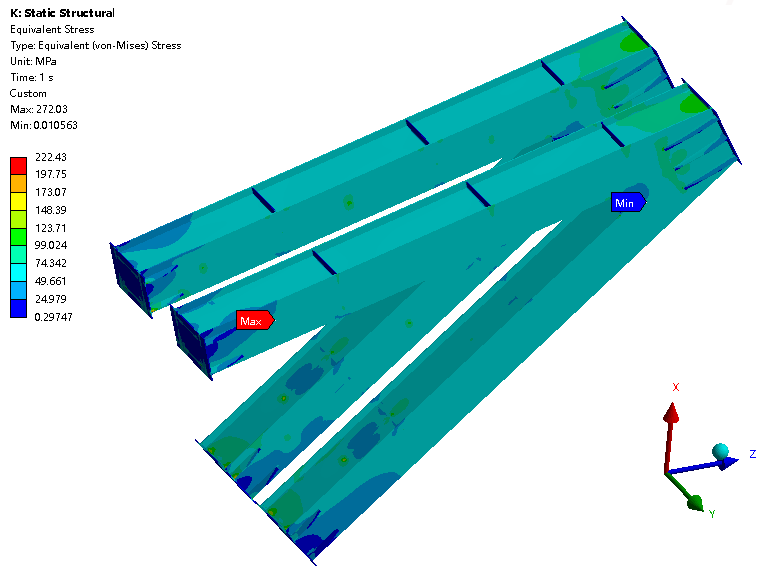 K: Static Structural
Equivalent Stress
Type: Equivalent (von-Mises) Stress
Unit: MPa
Time: 1 s
Custom
Max: 272.03
Min: 0.010563
222.43
197.75
173.07
148.39
123.71
99.024
74.342
49.661
24.979
0.29747
Min
Max
X
Z
Y